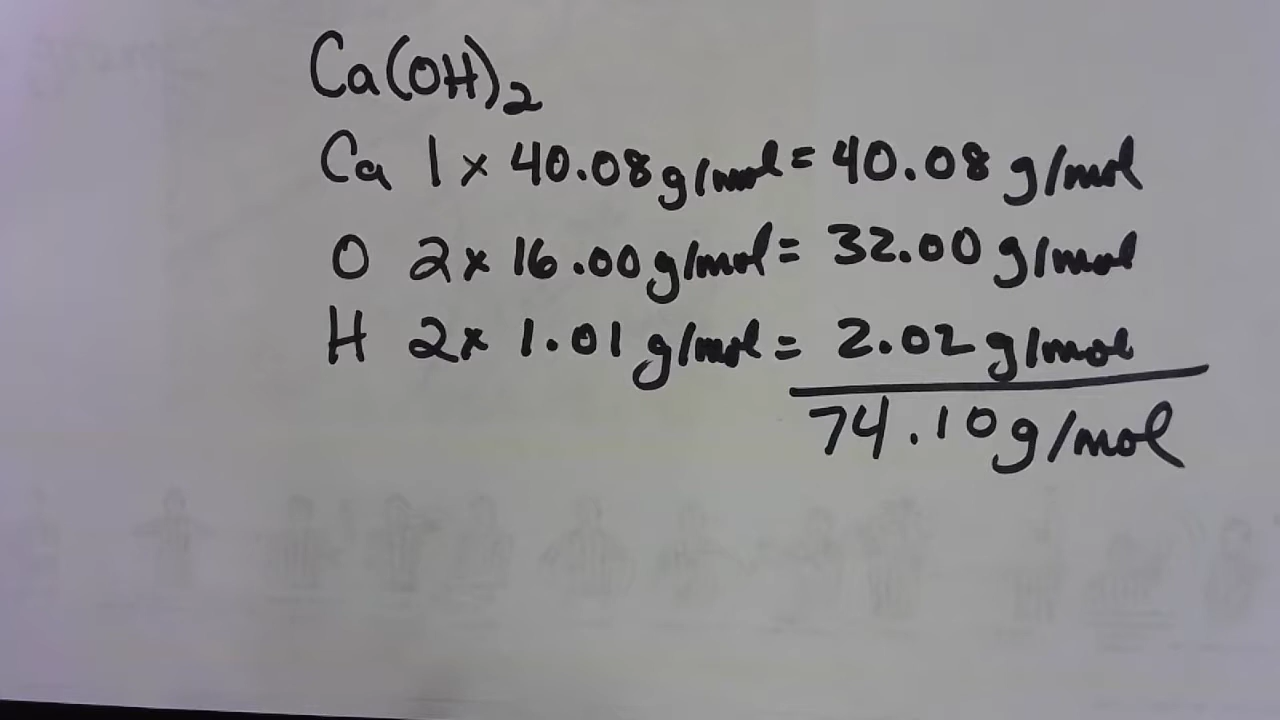 Ca(OH)₂
Ca 1 x 40.08 g/mol = 40.08 g/mol
O 2 x 16.00 g/mol = 32.00 g/mol
H 2 x 1.01 g/mol = 2.02 g/mol
74.10 g/mol